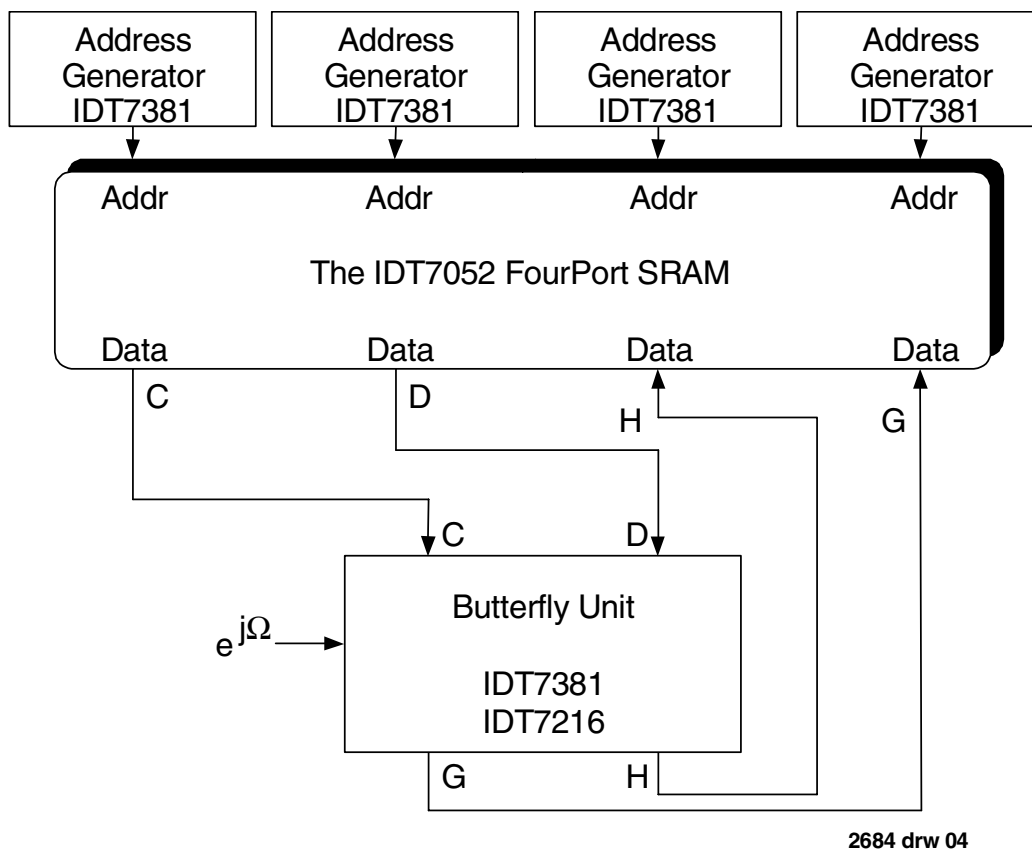 Address
Generator
IDT7381
Address
Generator
IDT7381
Address
Generator
IDT7381
Address
Generator
IDT7381
Addr
Addr
Addr
Addr
The IDT7052 FourPort SRAM
Data
Data
Data
Data
C
D
H
G
C
D
Butterfly Unit
e jΩ
IDT7381
IDT7216
G
H
2684 drw 04